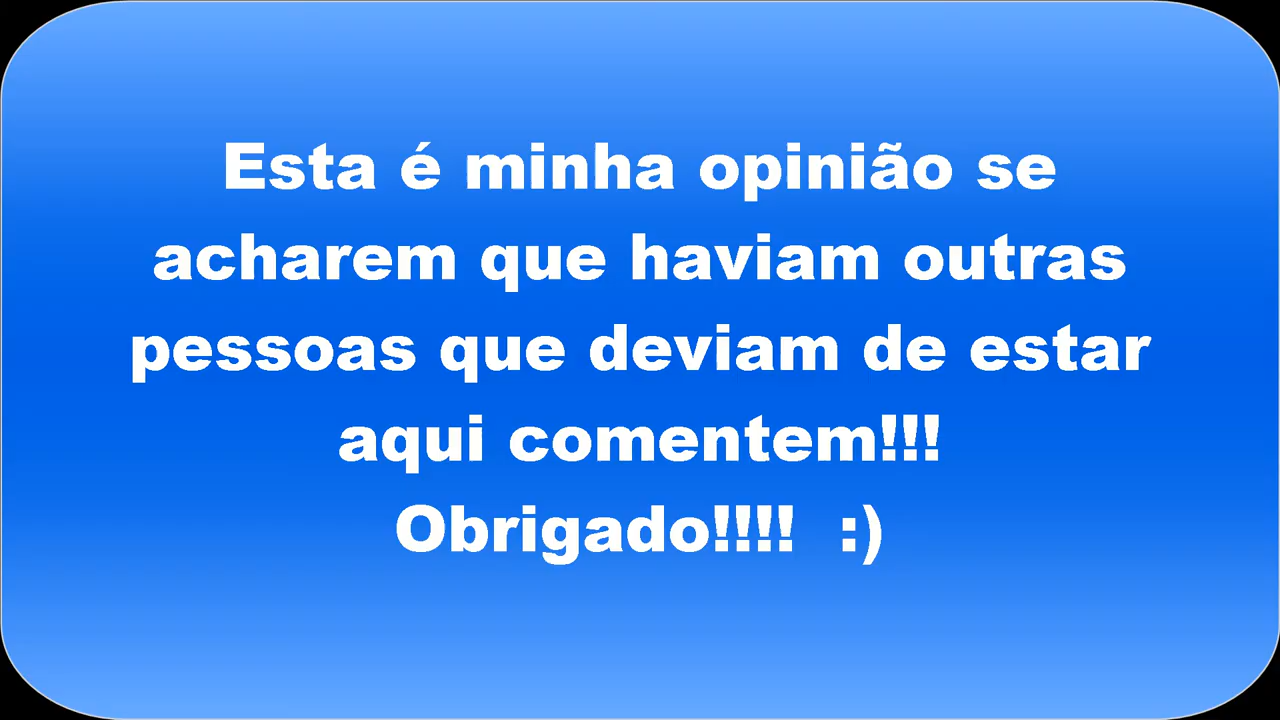 Esta é minha opinião se
acharem que haviam outras
pessoas que deviam de estar
aqui comentem!!!
Obrigado!!!!  :)